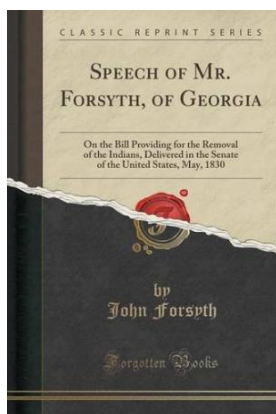 CLASSIC REPRINT SERIES
SPEECH OF MR.
FORSYTH, OF GEORGIA
On the Bill Providing for the Removal
of the Indians, Delivered in the Senate
of the United States, May, 1830
F
by
John Forsyth
Forgotten Books